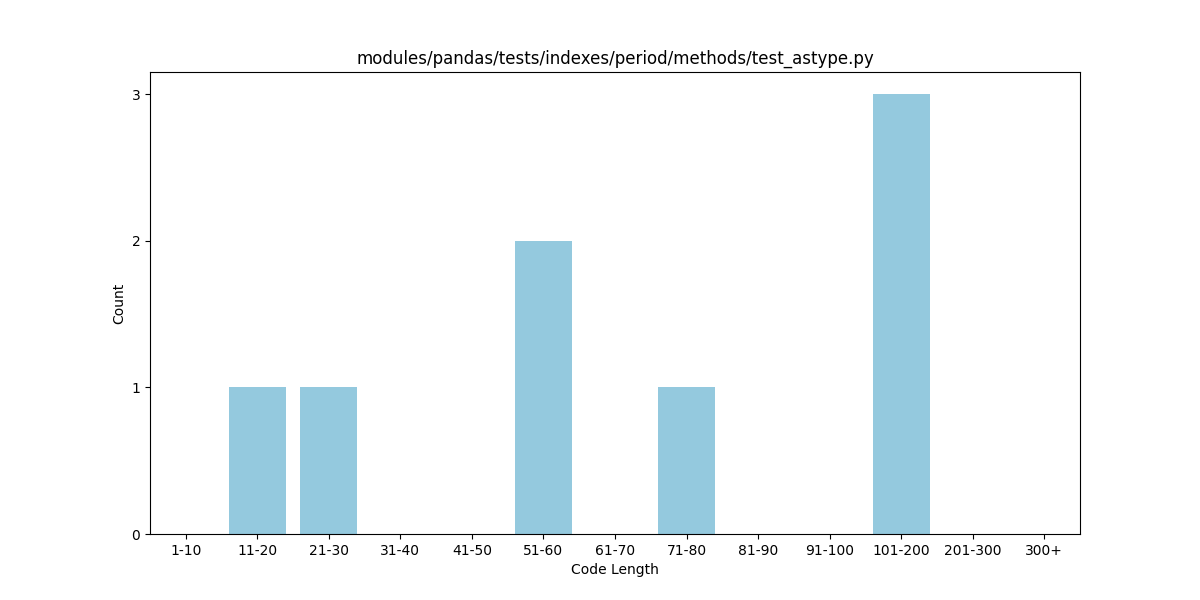 modules/pandas/tests/indexes/period/methods/test_astype.py
3
2
1
0
Count
1-10 11-20 21-30 31-40 41-50 51-60 61-70 71-80 81-90 91-100 101-200 201-300 300+
Code Length